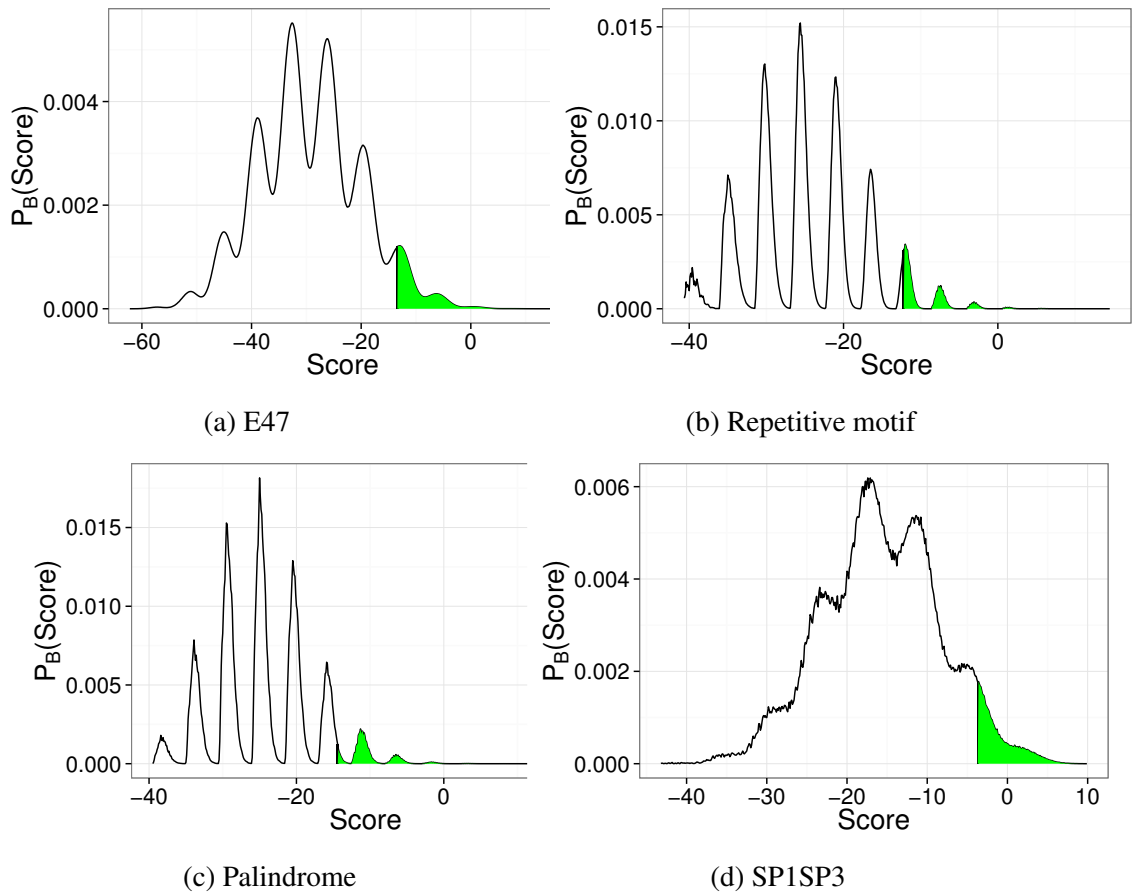 P_B(Score)
0.004
0.002
0.000
−60 −40 −20 0
Score
(a) E47
P_B(Score)
0.015
0.010
0.005
0.000
−40 −20 0
Score
(b) Repetitive motif
P_B(Score)
0.015
0.010
0.005
0.000
−40 −20 0
Score
(c) Palindrome
P_B(Score)
0.006
0.004
0.002
0.000
−40 −30 −20 −10 0 10
Score
(d) SP1SP3